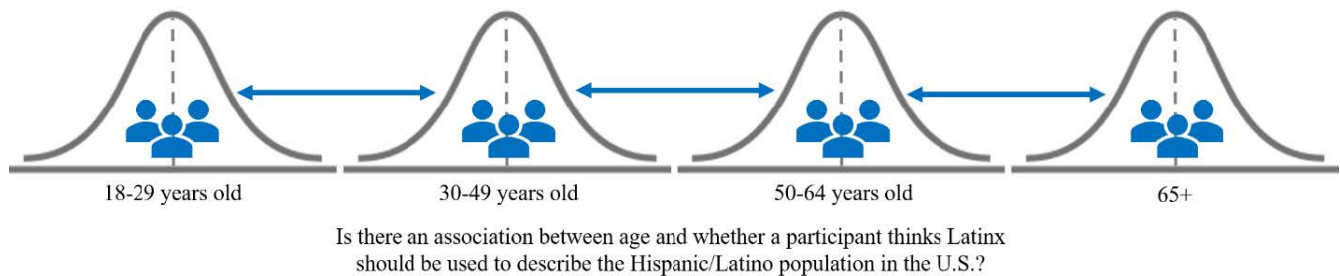 18-29 years old
30-49 years old
50-64 years old
65+
Is there an association between age and whether a participant thinks Latinx
should be used to describe the Hispanic/Latino population in the U.S.?